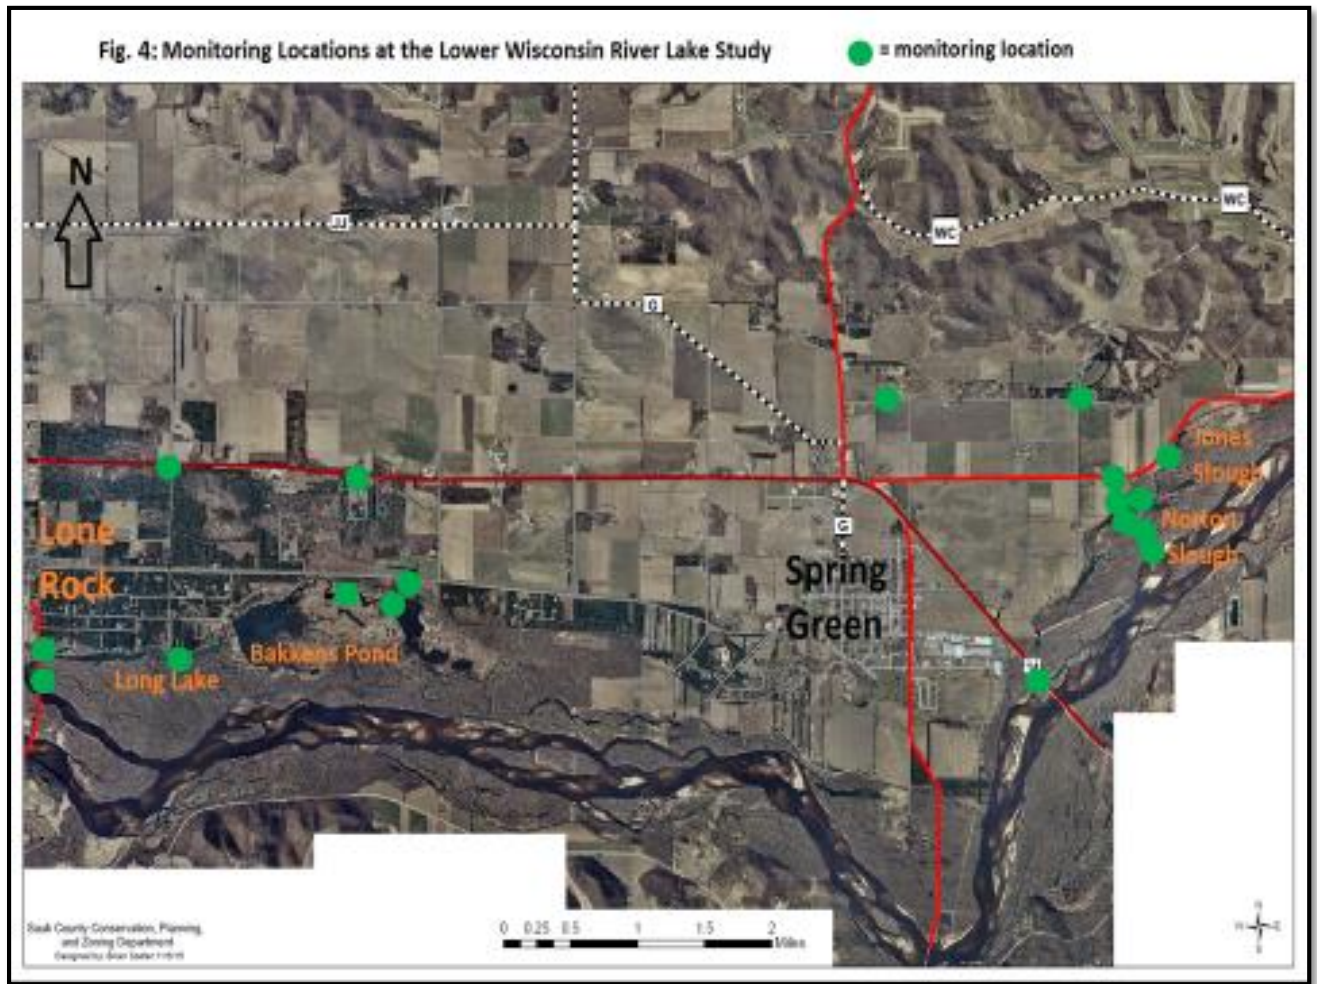 Fig. 4: Monitoring Locations at the Lower Wisconsin River Lake Study
= monitoring location
N
JJ
WC
WC
G
Jones
Slough
Norton
Slough
Lone
Rock
G
Spring
Green
Bakkens Pond
Long Lake
Sauk County Conservation, Planning,
and Zoning Department
0 0.25 0.5 1 1.5 2
Miles
N
W E
S